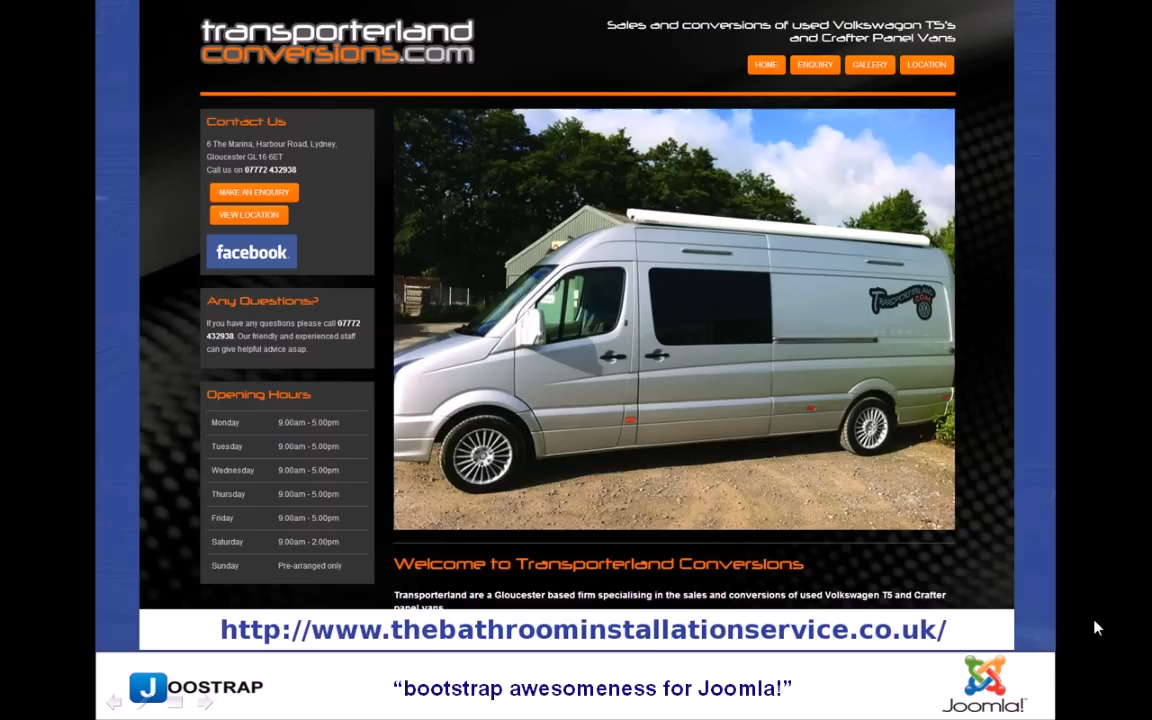 transporterland
conversions.com
Sales and conversions of used Volkswagon T5's
and Crafter Panel Vans
HOME ENQUIRY GALLERY LOCATION
Contact Us
6 The Marina, Harbour Road, Lydney,
Gloucester GL16 6ET
Call us on 07772 432938
MAKE AN ENQUIRY
VIEW LOCATION
facebook
Any Questions?
If you have any questions please call 07772
432938. Our friendly and experienced staff
can give helpful advice asap.
Opening Hours
Monday 9.00am - 5.00pm
Tuesday 9.00am - 5.00pm
Wednesday 9.00am - 5.00pm
Thursday 9.00am - 5.00pm
Friday 9.00am - 5.00pm
Saturday 9.00am - 2.00pm
Sunday Pre-arranged only
TRANSPORTERLAND
.COM
Welcome to Transporterland Conversions
Transporterland are a Gloucester based firm specialising in the sales and conversions of used Volkswagen T5 and Crafter
panel vans
http://www.thebathroominstallationservice.co.uk/
JOOSTRAP
“bootstrap awesomeness for Joomla!”
Joomla!